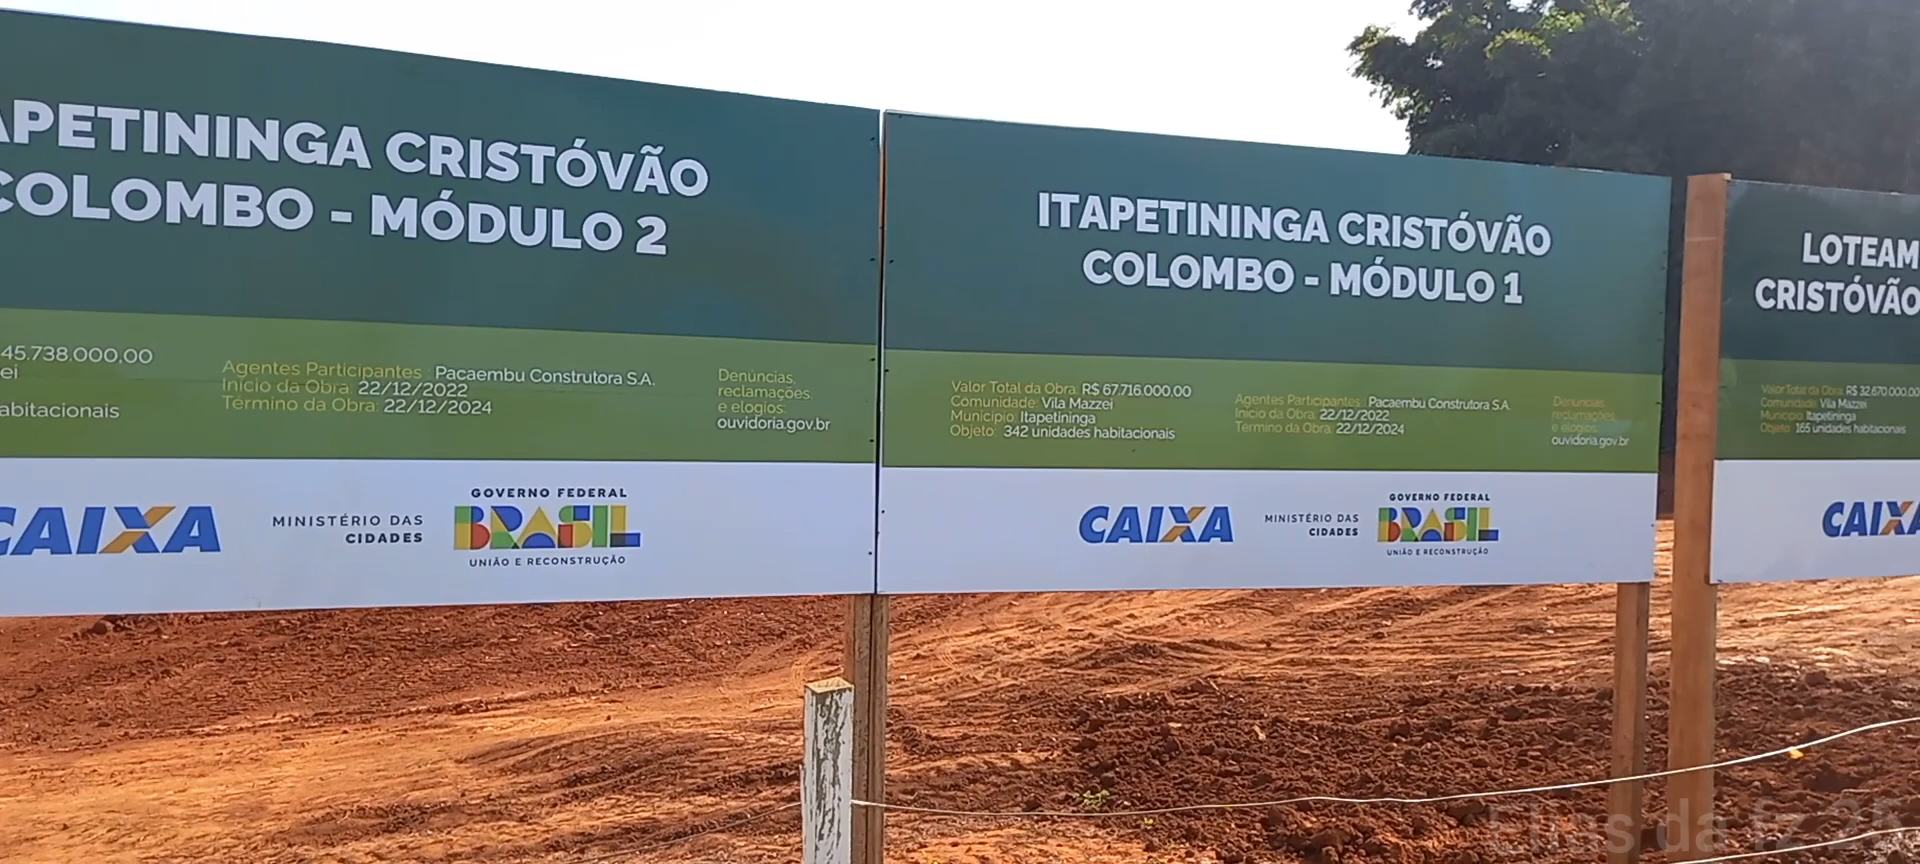 APETININGA CRISTÓVÃO
COLOMBO - MÓDULO 2
45.738.000,00
ei
abitacionais
Agentes Participantes : Pacaembu Construtora S.A.
Início da Obra: 22/12/2022
Término da Obra: 22/12/2024
Denúncias,
reclamações,
e elogios:
ouvidoria.gov.br
CAIXA
MINISTÉRIO DAS
CIDADES
GOVERNO FEDERAL
BRASIL
UNIÃO E RECONSTRUÇÃO
ITAPETININGA CRISTÓVÃO
COLOMBO - MÓDULO 1
Valor Total da Obra: R$ 67.716.000,00
Comunidade: Vila Mazzei
Município: Itapetininga
Objeto: 342 unidades habitacionais
Agentes Participantes : Pacaembu Construtora S.A.
Início da Obra: 22/12/2022
Término da Obra: 22/12/2024
Denúncias,
reclamações,
e elogios:
ouvidoria.gov.br
CAIXA
MINISTÉRIO DAS
CIDADES
GOVERNO FEDERAL
BRASIL
UNIÃO E RECONSTRUÇÃO
LOTEAM
CRISTÓVÃO
Valor Total da Obra: R$ 32.670.000,00
Comunidade: Vila Mazzei
Município: Itapetininga
Objeto: 165 unidades habitacionais
CAIXA
Elias da fz 25